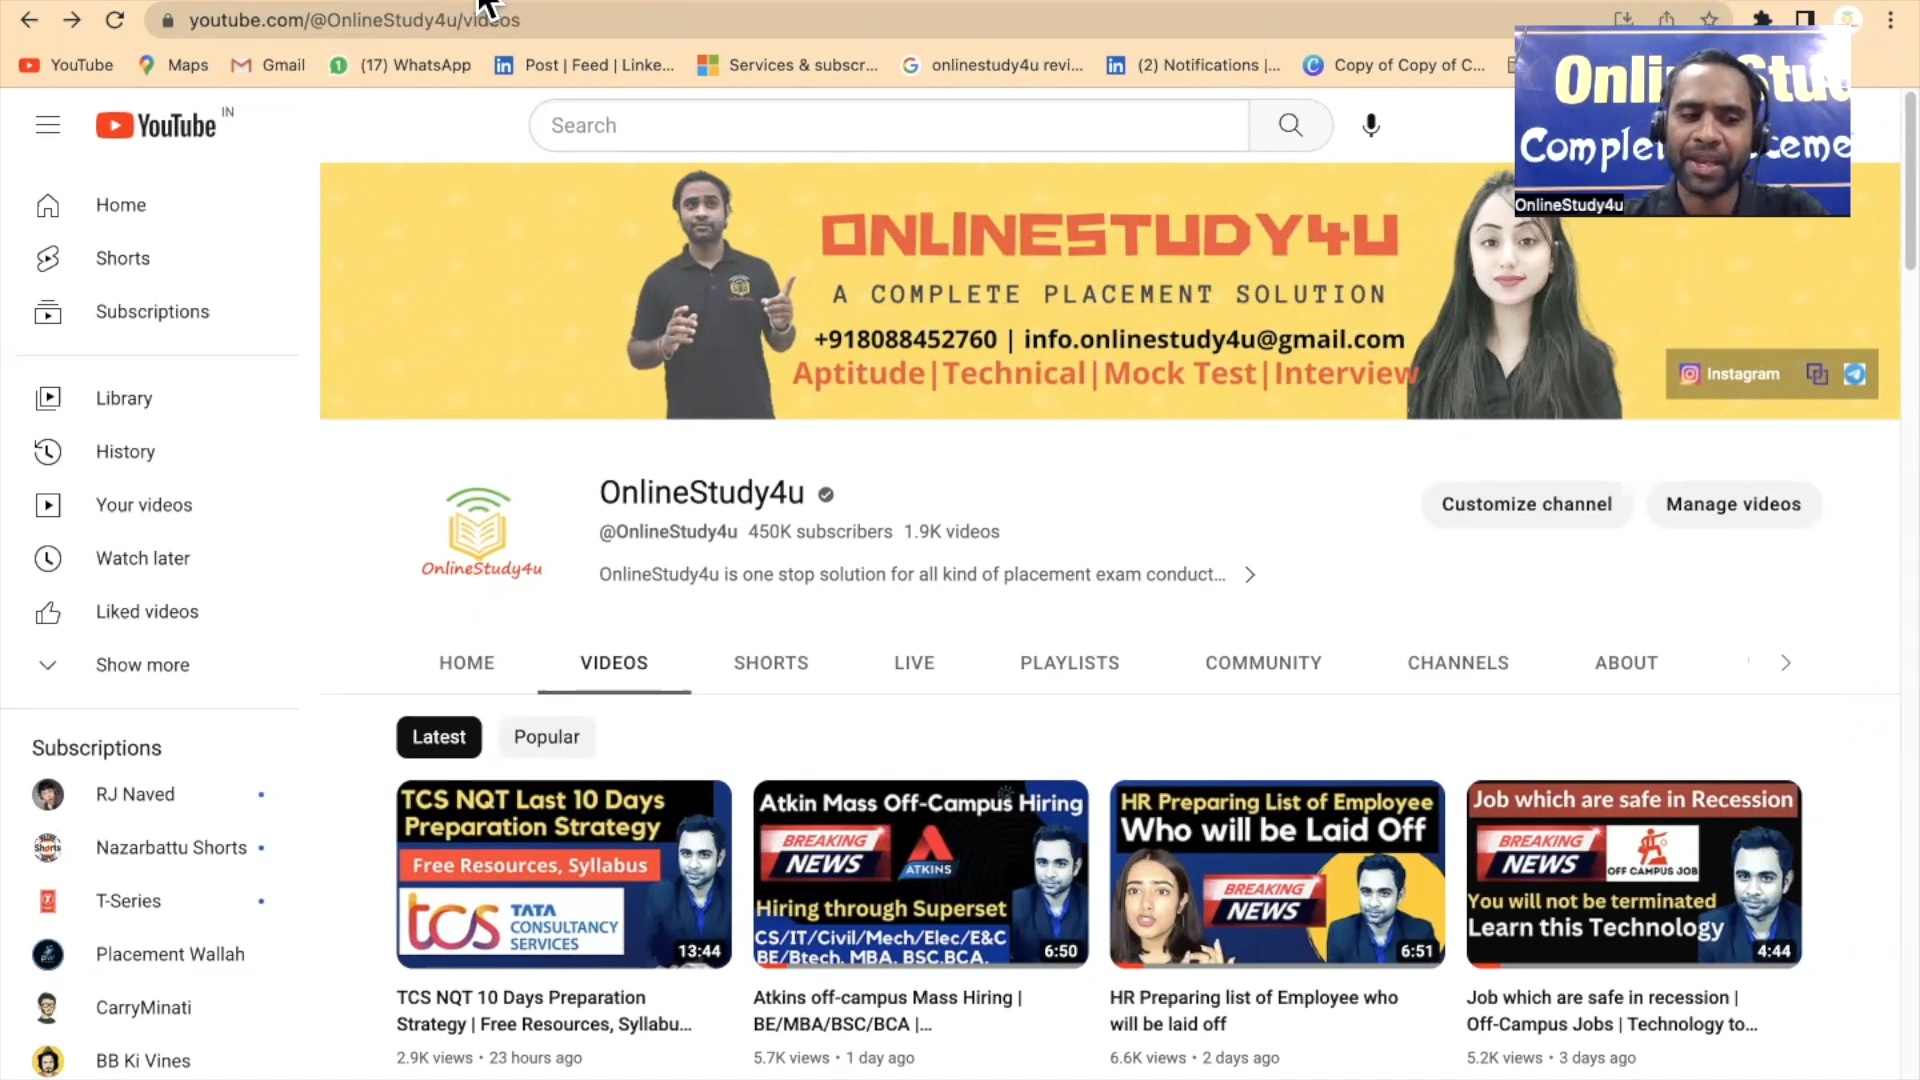 youtube.com/@OnlineStudy4u/videos
YouTube
Maps
Gmail
(17) WhatsApp
Post | Feed | Linke...
Services & subscr...
onlinestudy4u revi...
(2) Notifications |...
Copy of Copy of C...
OnlineStudy4u
YouTube IN
Search
Home
Shorts
Subscriptions
Library
History
Your videos
Watch later
Liked videos
Show more
Subscriptions
RJ Naved
Nazarbattu Shorts
T-Series
Placement Wallah
CarryMinati
BB Ki Vines
ONLINESTUDY4U
A COMPLETE PLACEMENT SOLUTION
+918088452760 | info.onlinestudy4u@gmail.com
Aptitude|Technical|Mock Test|Interview
Instagram
OnlineStudy4u
OnlineStudy4u
@OnlineStudy4u 450K subscribers 1.9K videos
OnlineStudy4u is one stop solution for all kind of placement exam conduct...
Customize channel
Manage videos
HOME
VIDEOS
SHORTS
LIVE
PLAYLISTS
COMMUNITY
CHANNELS
ABOUT
Latest
Popular
TCS NQT Last 10 Days
Preparation Strategy
Free Resources, Syllabus
tcs TATA
CONSULTANCY
SERVICES
13:44
TCS NQT 10 Days Preparation
Strategy | Free Resources, Syllabu...
2.9K views • 23 hours ago
Atkin Mass Off-Campus Hiring
BREAKING
NEWS
ATKINS
Hiring through Superset
CS/IT/Civil/Mech/Elec/E&C
BE/Btech, MBA, BSC,BCA,
6:50
Atkins off-campus Mass Hiring |
BE/MBA/BSC/BCA |...
5.7K views • 1 day ago
HR Preparing List of Employee
Who will be Laid Off
BREAKING
NEWS
6:51
HR Preparing list of Employee who
will be laid off
6.6K views • 2 days ago
Job which are safe in Recession
BREAKING
NEWS
OFF CAMPUS JOB
You will not be terminated
Learn this Technology
4:44
Job which are safe in recession |
Off-Campus Jobs | Technology to...
5.2K views • 3 days ago